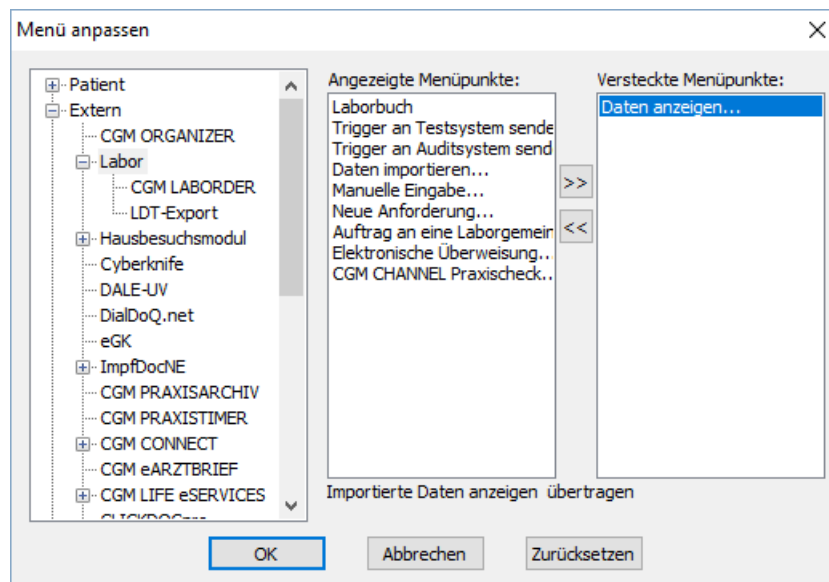 Menü anpassen
Patient
Extern
CGM ORGANIZER
Labor
CGM LABORDER
LDT-Export
Hausbesuchsmodul
Cyberknife
DALE-UV
DialDoQ.net
eGK
ImpfDocNE
CGM PRAXISARCHIV
CGM PRAXISTIMER
CGM CONNECT
CGM eARZTBRIEF
CGM LIFE eSERVICES
Angezeigte Menüpunkte:
Laborbuch
Trigger an Testsystem sende
Trigger an Auditsystem send
Daten importieren...
Manuelle Eingabe...
Neue Anforderung...
Auftrag an eine Laborgemein
Elektronische Überweisung...
CGM CHANNEL Praxischeck...
>>
<<
Versteckte Menüpunkte:
Daten anzeigen...
Importierte Daten anzeigen übertragen
OK
Abbrechen
Zurücksetzen